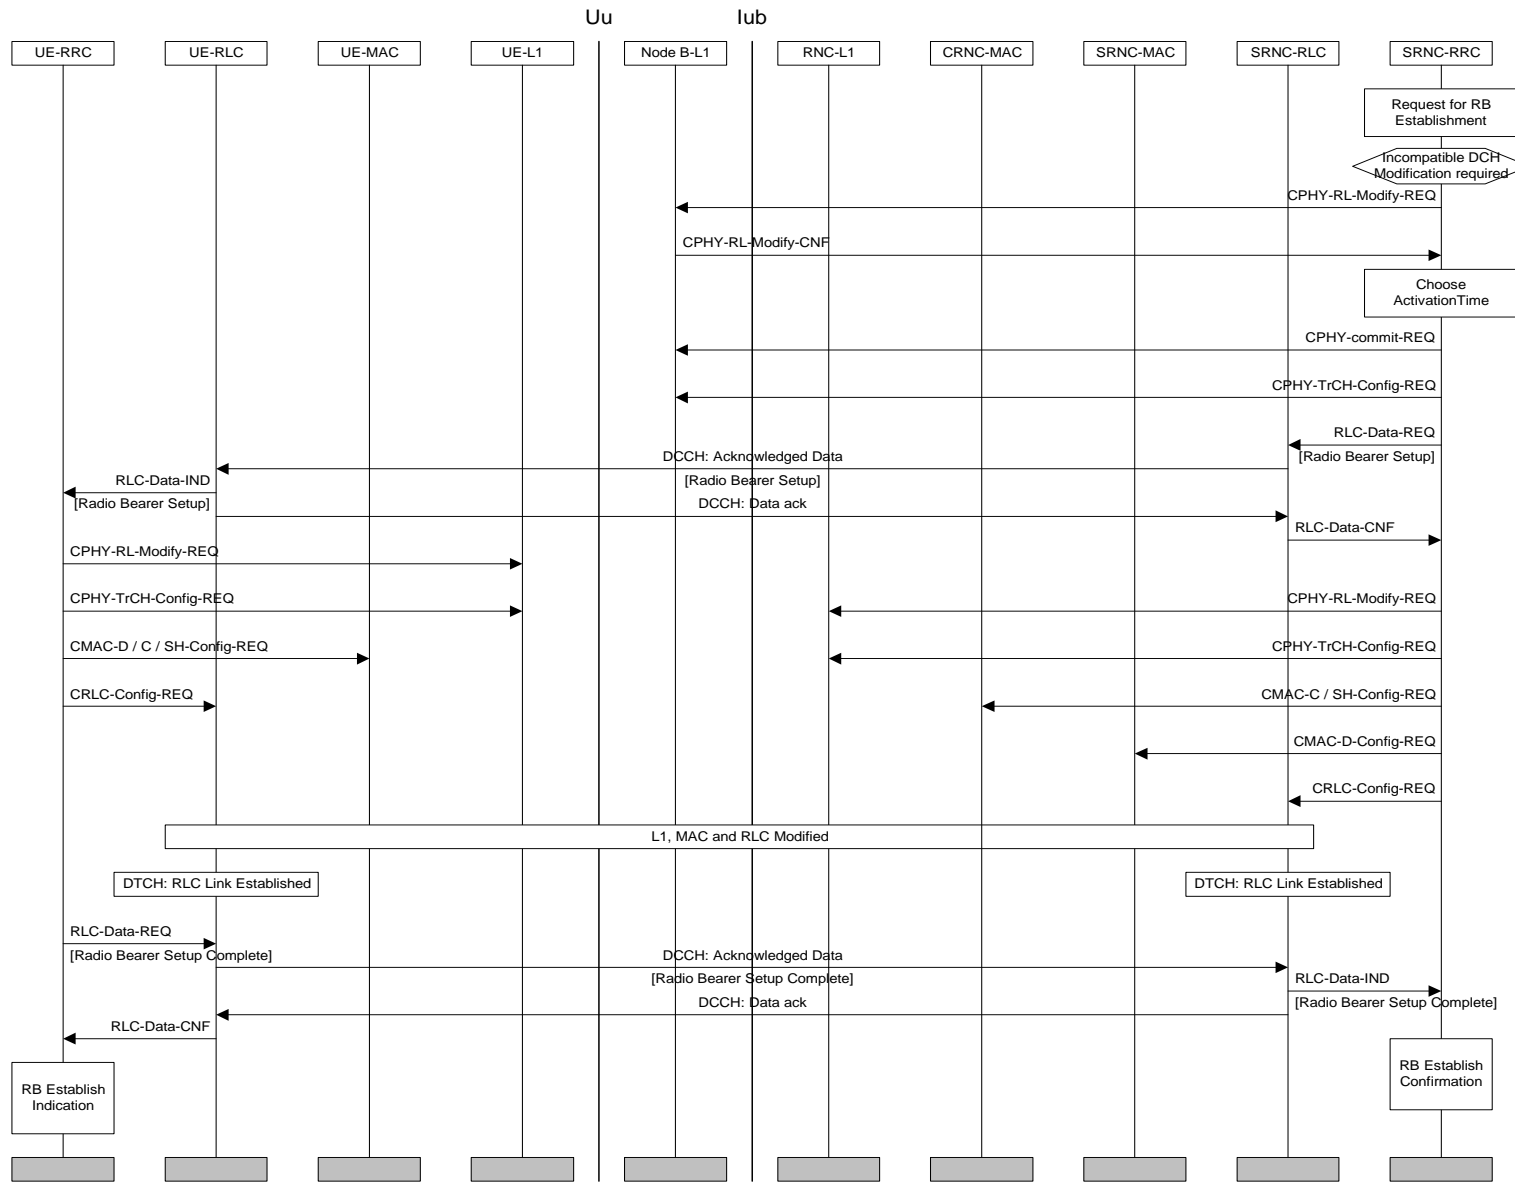 Uu
Iub
UE-RRC
UE-RLC
UE-MAC
UE-L1
Node B-L1
RNC-L1
CRNC-MAC
SRNC-MAC
SRNC-RLC
SRNC-RRC
Request for RB
Establishment
Incompatible DCH
Modification required
CPHY-RL-Modify-REQ
CPHY-RL-Modify-CNF
Choose
ActivationTime
CPHY-commit-REQ
CPHY-TrCH-Config-REQ
RLC-Data-REQ
[Radio Bearer Setup]
DCCH: Acknowledged Data
[Radio Bearer Setup]
RLC-Data-IND
[Radio Bearer Setup]
DCCH: Data ack
RLC-Data-CNF
CPHY-RL-Modify-REQ
CPHY-TrCH-Config-REQ
CPHY-RL-Modify-REQ
CMAC-D / C / SH-Config-REQ
CPHY-TrCH-Config-REQ
CRLC-Config-REQ
CMAC-C / SH-Config-REQ
CMAC-D-Config-REQ
CRLC-Config-REQ
L1, MAC and RLC Modified
DTCH: RLC Link Established
DTCH: RLC Link Established
RLC-Data-REQ
[Radio Bearer Setup Complete]
DCCH: Acknowledged Data
[Radio Bearer Setup Complete]
RLC-Data-IND
[Radio Bearer Setup Complete]
DCCH: Data ack
RLC-Data-CNF
RB Establish
Indication
RB Establish
Confirmation